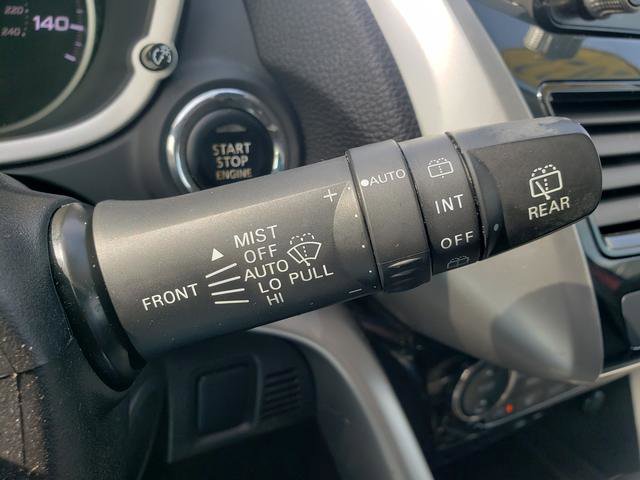 220
240
140
START
STOP
ENGINE
MIST
OFF
AUTO
LO PULL
HI
FRONT
+
-
AUTO
INT
OFF
REAR